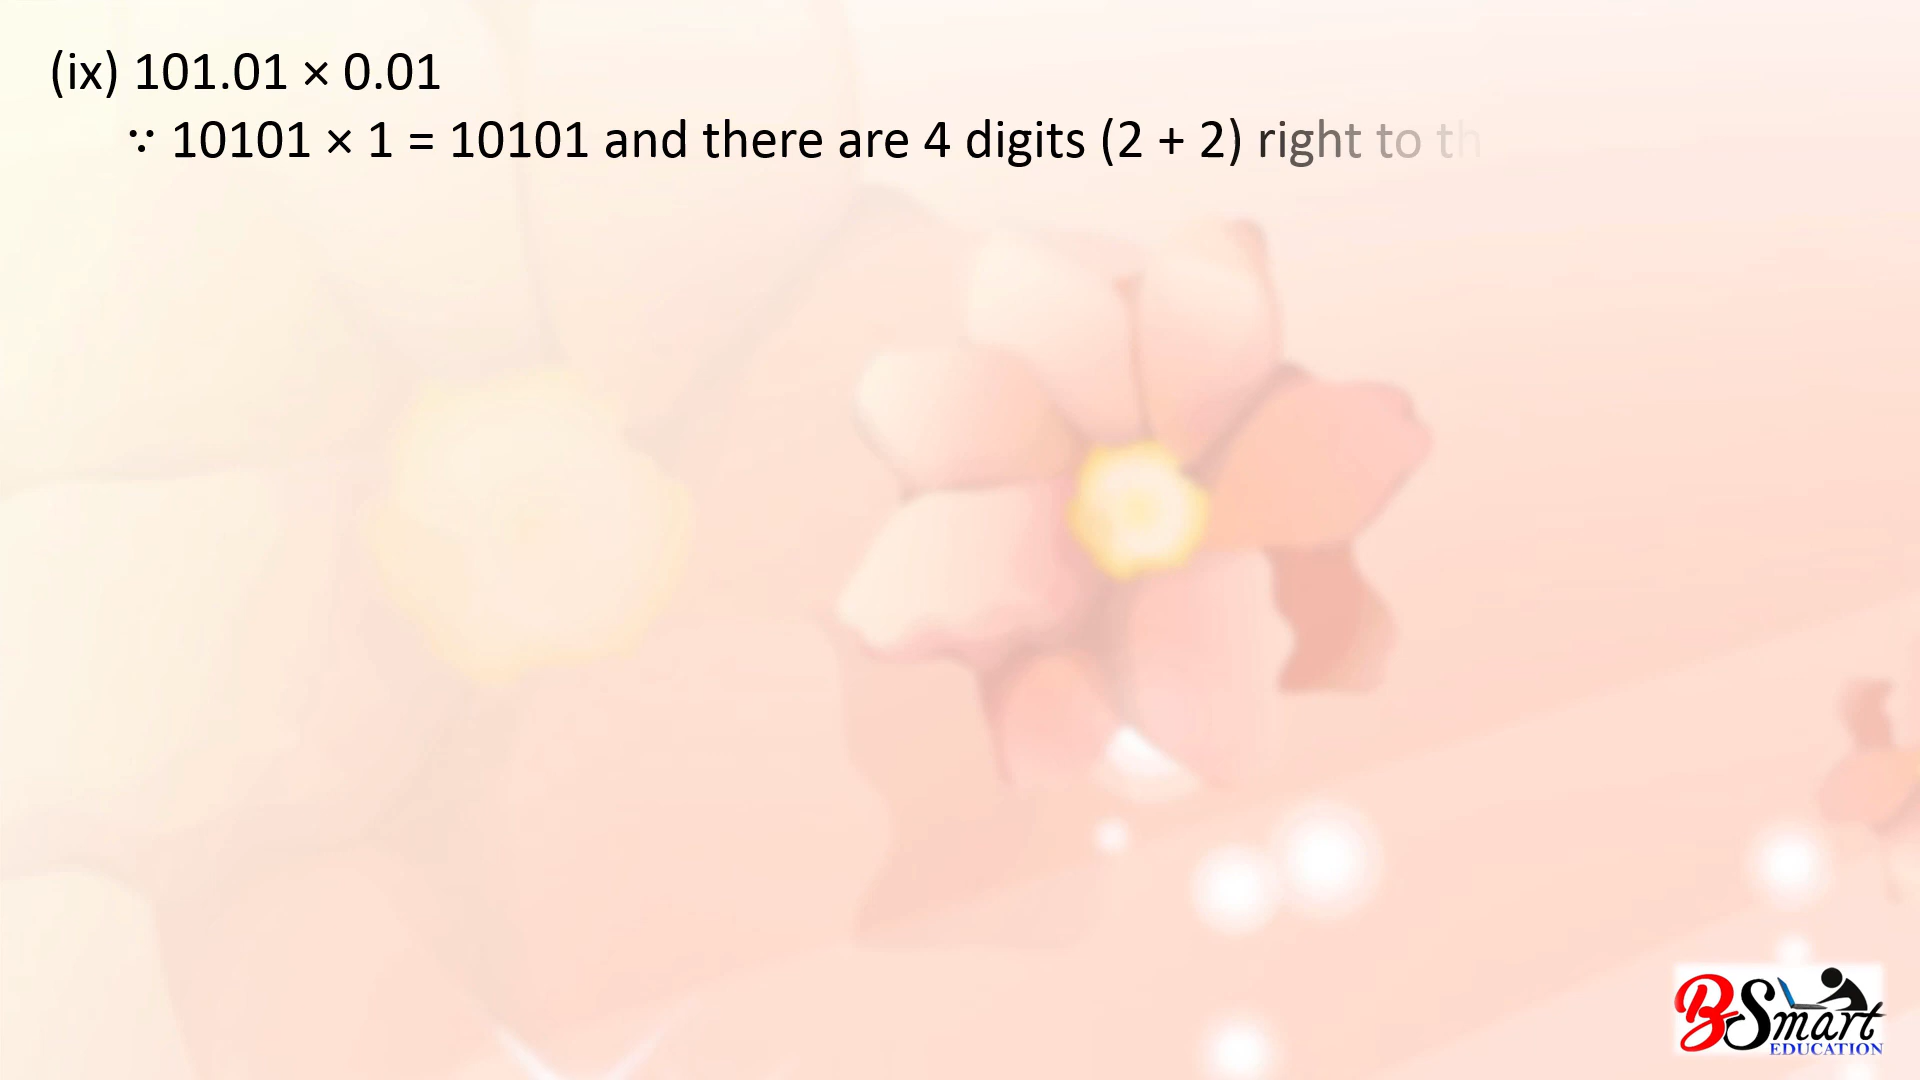 (ix) 101.01 × 0.01
∵ 10101 × 1 = 10101 and there are 4 digits (2 + 2) right to
BSmart
EDUCATION